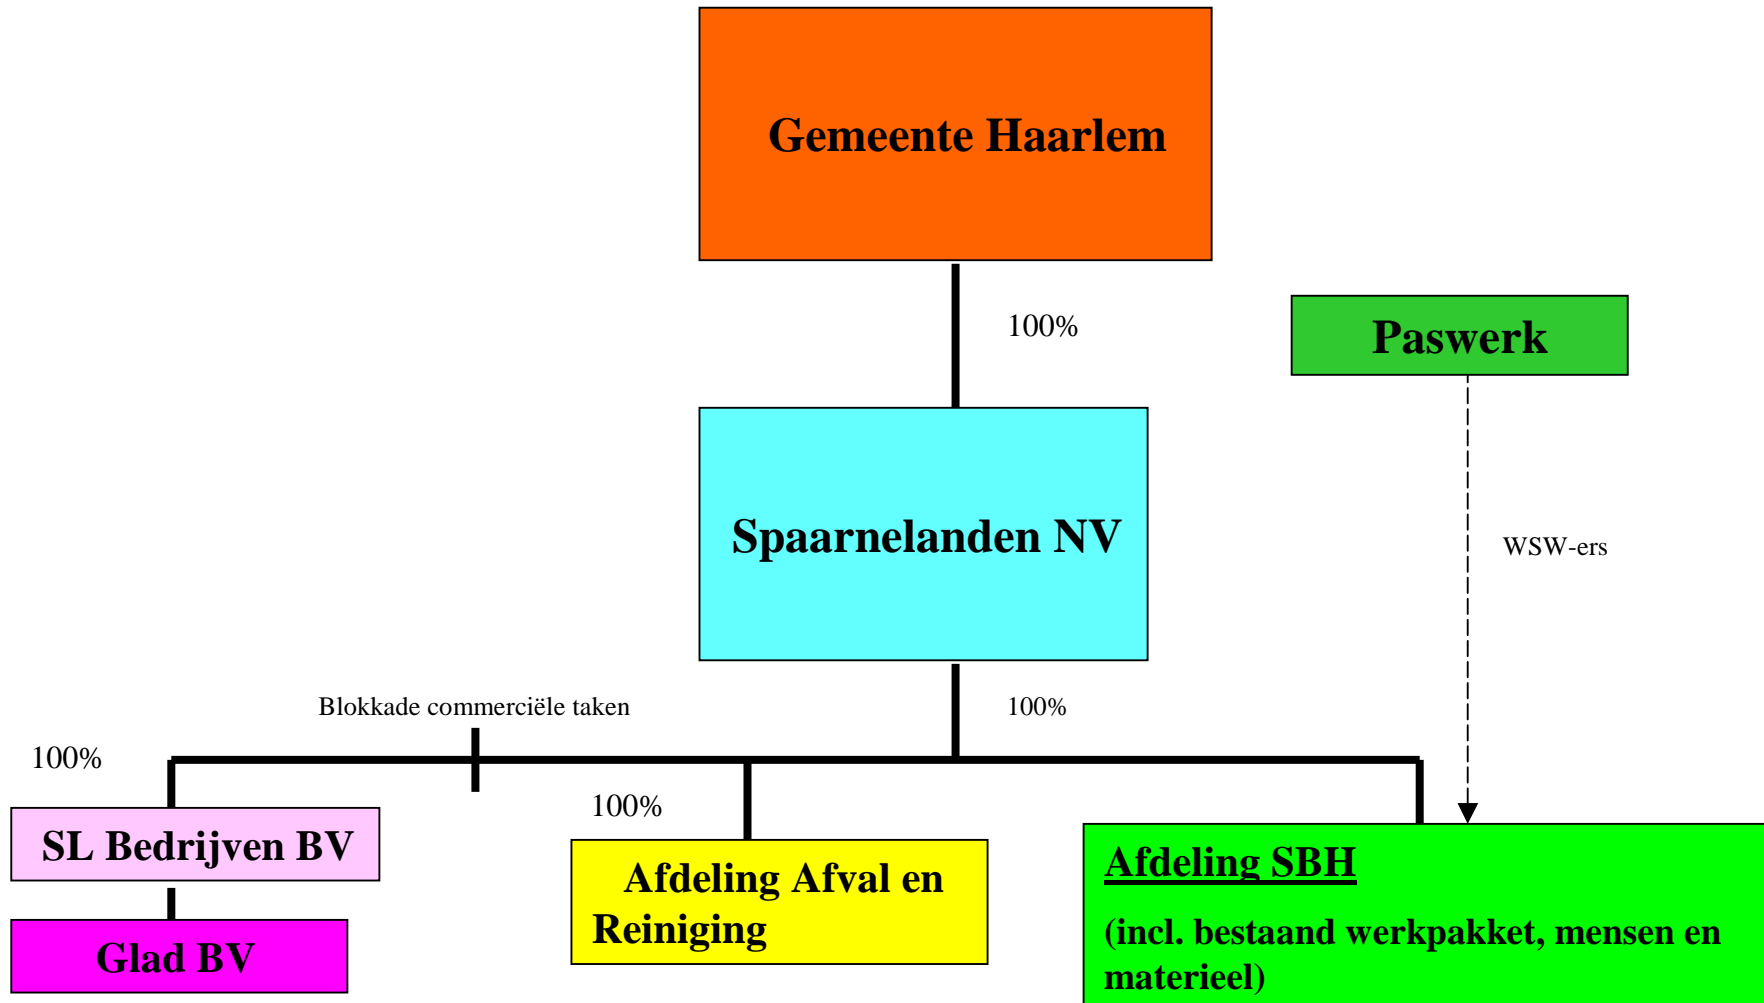 Gemeente Haarlem
100%
Paswerk
Spaarnelanden NV
WSW-ers
Blokkade commerciële taken
100%
100%
100%
SL Bedrijven BV
Afdeling Afval en
Reiniging
Afdeling SBH
(incl. bestaand werkpakket, mensen en
materieel)
Glad BV